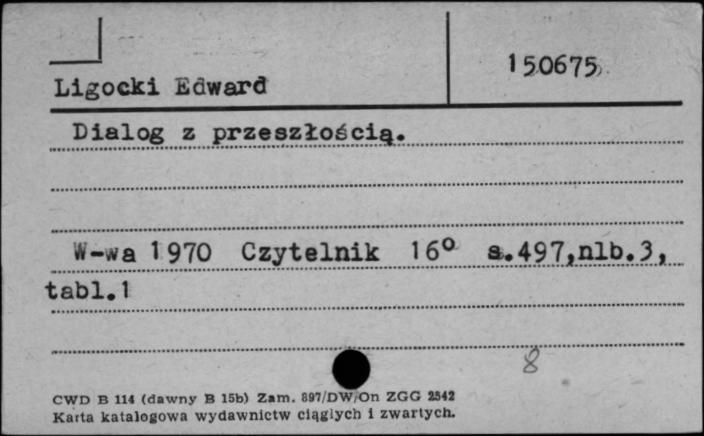 150675
Ligocki Edward
Dialog z przeszłością.
W-wa 1970 Czytelnik 16° s.497,nlb.3,
tabl.1
8
CWD B 114 (dawny B 15b) Zam. 897/DW/On ZGG 2542
Karta katalogowa wydawnictw ciągłych i zwartych.